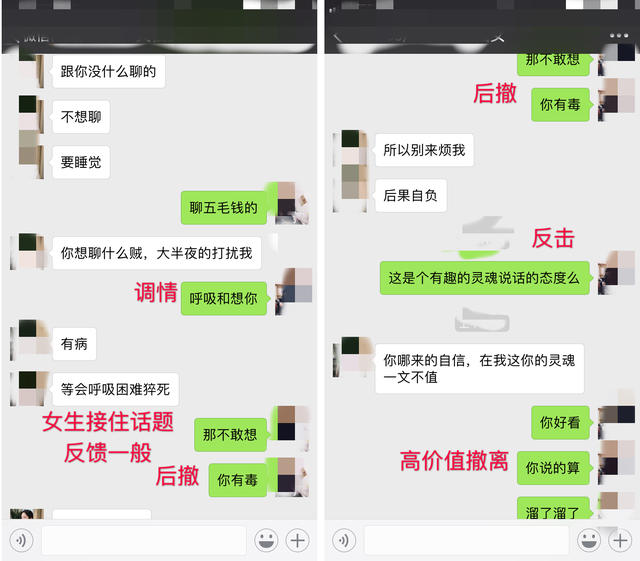 跟你没什么聊的
不想聊
要睡觉
聊五毛钱的
你想聊什么贼，大半夜的打扰我
调情
呼吸和想你
有病
等会呼吸困难猝死
女生接住话题
反馈一般
那不敢想
后撤
你有毒
那不敢想
后撤
你有毒
所以别来烦我
后果自负
反击
这是个有趣的灵魂说话的态度么
你哪来的自信，在我这你的灵魂
一文不值
你好看
高价值撤离
你说的算
溜了溜了